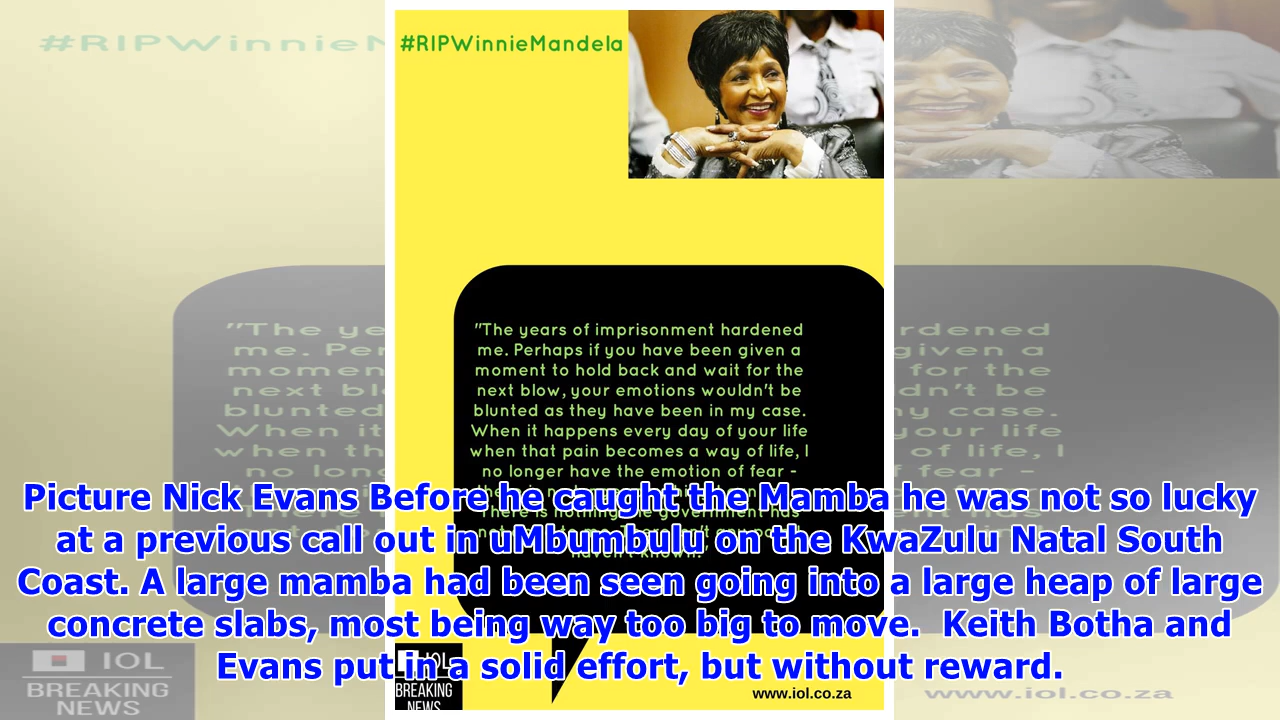 #RIPWinnieMandela
"The years of imprisonment hardened
me. Perhaps if you have been given a
moment to hold back and wait for the
next blow, your emotions wouldn't be
blunted as they have been in my case.
When it happens every day of your life
when that pain becomes a way of life, I
no longer have the emotion of fear -
Picture Nick Evans Before he caught the Mamba he was not so lucky
at a previous call out in uMbumbulu on the KwaZulu Natal South
Coast. A large mamba had been seen going into a large heap of large
concrete slabs, most being way too big to move. Keith Botha and
Evans put in a solid effort, but without reward.
IOL
BREAKING
NEWS
www.iol.co.za